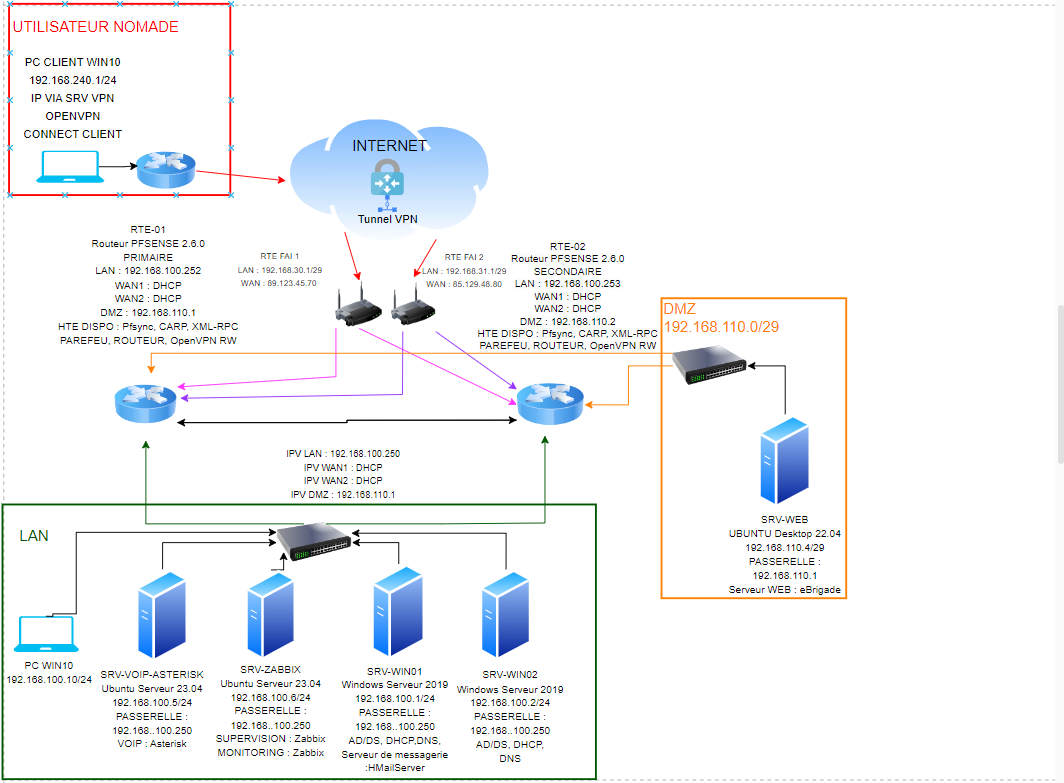 UTILISATEUR NOMADE
PC CLIENT WIN10
192.168.240.1/24
IP VIA SRV VPN
OPENVPN
CONNECT CLIENT
INTERNET
Tunnel VPN
RTE-01
Routeur PFSENSE 2.6.0
PRIMAIRE
LAN : 192.168.100.252
WAN1 : DHCP
WAN2 : DHCP
DMZ : 192.168.110.1
HTE DISPO : Pfsync, CARP, XML-RPC
PAREFEU, ROUTEUR, OpenVPN RW
RTE FAI 1
LAN : 192.168.30.1/29
WAN : 89.123.45.70
RTE FAI 2
LAN : 192.168.31.1/29
WAN : 85.129.48.80
RTE-02
Routeur PFSENSE 2.6.0
SECONDAIRE
LAN : 192.168.100.253
WAN1 : DHCP
WAN2 : DHCP
DMZ : 192.168.110.2
HTE DISPO : Pfsync, CARP, XML-RPC
PAREFEU, ROUTEUR, OpenVPN RW
DMZ
192.168.110.0/29
SRV-WEB
UBUNTU Desktop 22.04
192.168.110.4/29
PASSERELLE :
192.168.110.1
Serveur WEB : eBrigade
IPV LAN : 192.168.100.250
IPV WAN1 : DHCP
IPV WAN2 : DHCP
IPV DMZ : 192.168.110.1
LAN
PC WIN10
192.168.100.10/24
SRV-VOIP-ASTERISK
Ubuntu Serveur 23.04
192.168.100.5/24
PASSERELLE :
192.168..100.250
VOIP : Asterisk
SRV-ZABBIX
Ubuntu Serveur 23.04
192.168.100.6/24
PASSERELLE :
192.168..100.250
SUPERVISION : Zabbix
MONITORING : Zabbix
SRV-WIN01
Windows Serveur 2019
192.168.100.1/24
PASSERELLE :
192.168..100.250
AD/DS, DHCP,DNS,
Serveur de messagerie
:HMailServer
SRV-WIN02
Windows Serveur 2019
192.168.100.2/24
PASSERELLE :
192.168..100.250
AD/DS, DHCP,
DNS